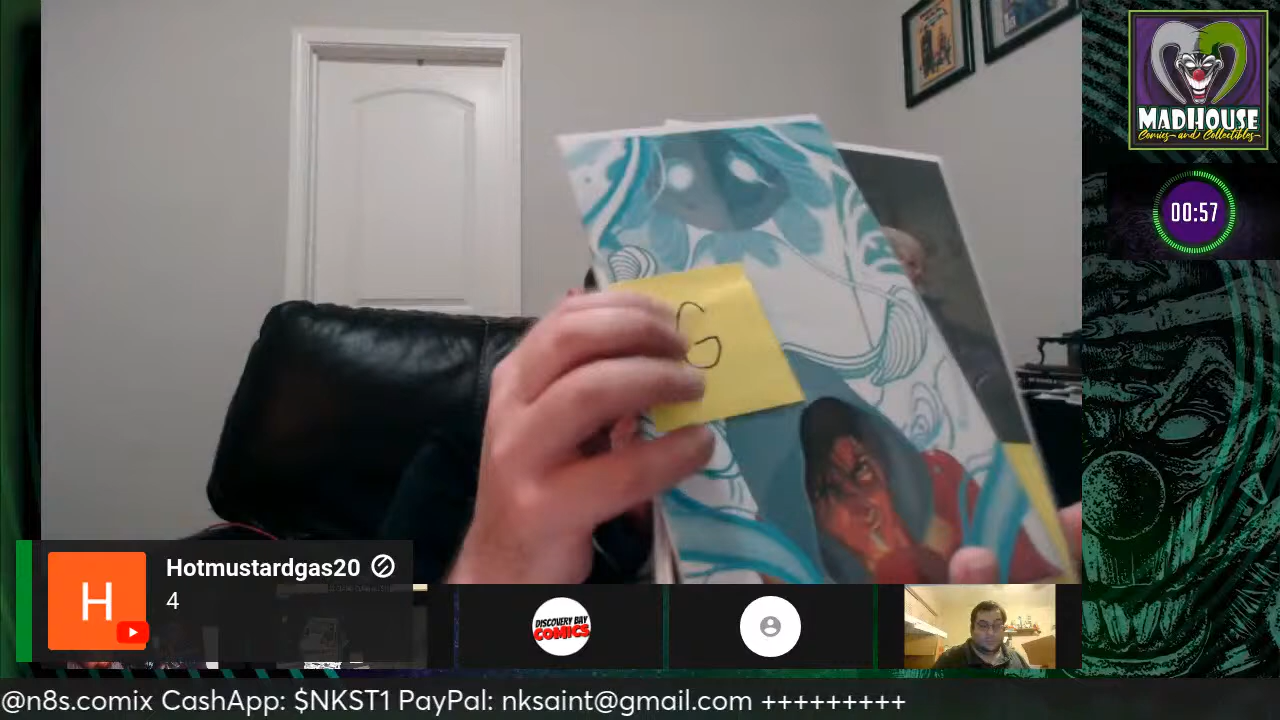 MADHOUSE
Comics and Collectibles
00:57
G
Hotmustardgas20
4
H
DISCOVERY BAY
COMICS
@n8s.comix CashApp: $NKST1 PayPal: nksaint@gmail.com +++++++++